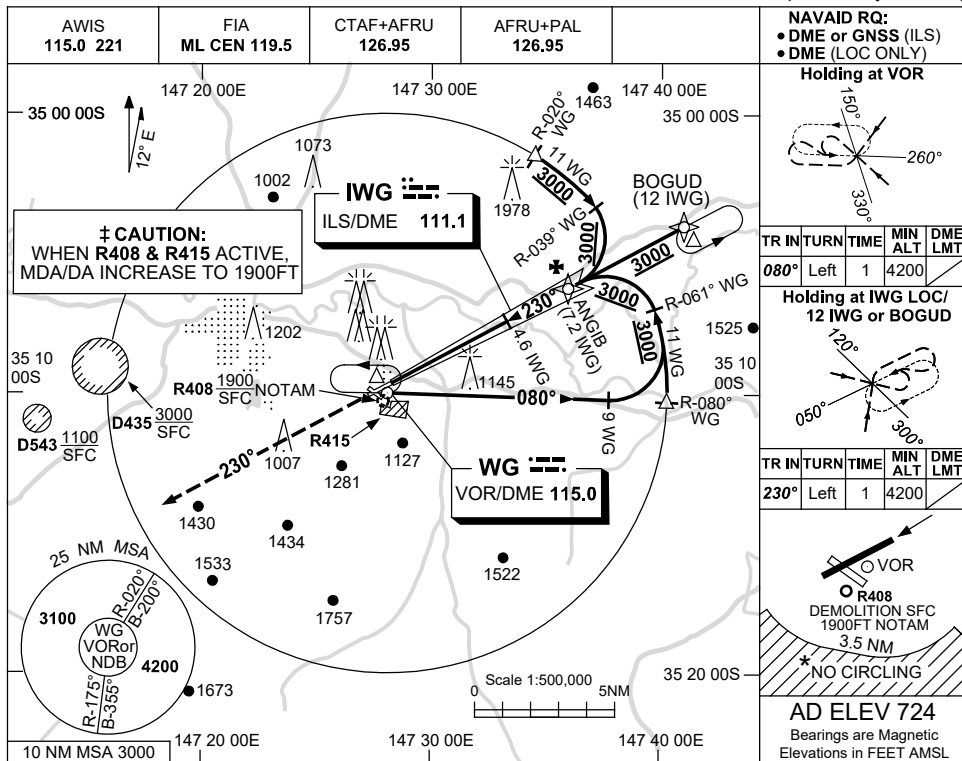 AWIS
115.0 221
FIA
ML CEN 119.5
CTAF+AFRU
126.95
AFRU+PAL
126.95
NAVAID RQ:
• DME or GNSS (ILS)
• DME (LOC ONLY)
147 20 00E
147 30 00E
147 40 00E
35 00 00S
35 00 00S
12° E
1463
R-020°
WG
11 WG
3000
1073
1002
1978
IWG
ILS/DME 111.1
BOGUD
(12 IWG)
R-039° WG
3000
3000
‡ CAUTION:
WHEN R408 & R415 ACTIVE,
MDA/DA INCREASE TO 1900FT
230°
ANGIB
(7.2 IWG)
3000
R-061° WG
3000
11 WG
4.6 IWG
1202
1525
35 10
00S
35 10
00S
1145
R408 1900
SFC NOTAM
080°
R-080°
WG
9 WG
D435 3000
SFC
D543 1100
SFC
R415
1007
1127
1281
230°
WG
VOR/DME 115.0
1430
1434
1533
1757
1522
25 NM MSA
R-020°
B-200°
3100
WG
VORor
NDB
4200
R-175°
B-355°
1673
10 NM MSA 3000
Scale 1:500,000
0
5NM
35 20 00S
147 20 00E
147 30 00E
147 40 00E
Holding at VOR
150°
260°
330°
TR IN TURN TIME MIN ALT DME LMT
080° Left 1 4200
Holding at IWG LOC/
12 IWG or BOGUD
120°
050°
300°
TR IN TURN TIME MIN ALT DME LMT
230° Left 1 4200
VOR
R408
DEMOLITION SFC
1900FT NOTAM
3.5 NM
*NO CIRCLING
AD ELEV 724
Bearings are Magnetic
Elevations in FEET AMSL